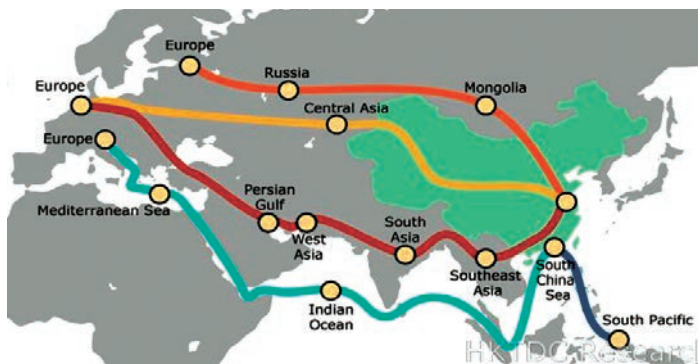 Europe
Russia
Mongolia
Europe
Central Asia
Europe
Mediterranean Sea
Persian
Gulf
West
Asia
South
Asia
Southeast
Asia
South
China
Sea
Indian
Ocean
South Pacific
HKTDC Research